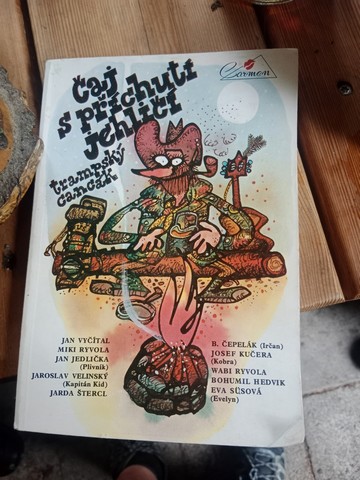 Carmen
čaj
s příchutí
jehličí
trampský
cancák
JAN VYČÍTAL
MIKI RYVOLA
JAN JEDLIČKA
(Plivník)
JAROSLAV VELINSKÝ
(Kapitán Kid)
JARDA ŠTERCL
B. ČEPELÁK (Irčan)
JOSEF KUČERA
(Kobra)
WABI RYVOLA
BOHUMIL HEDVIK
EVA SÜSOVÁ
(Evelyn)